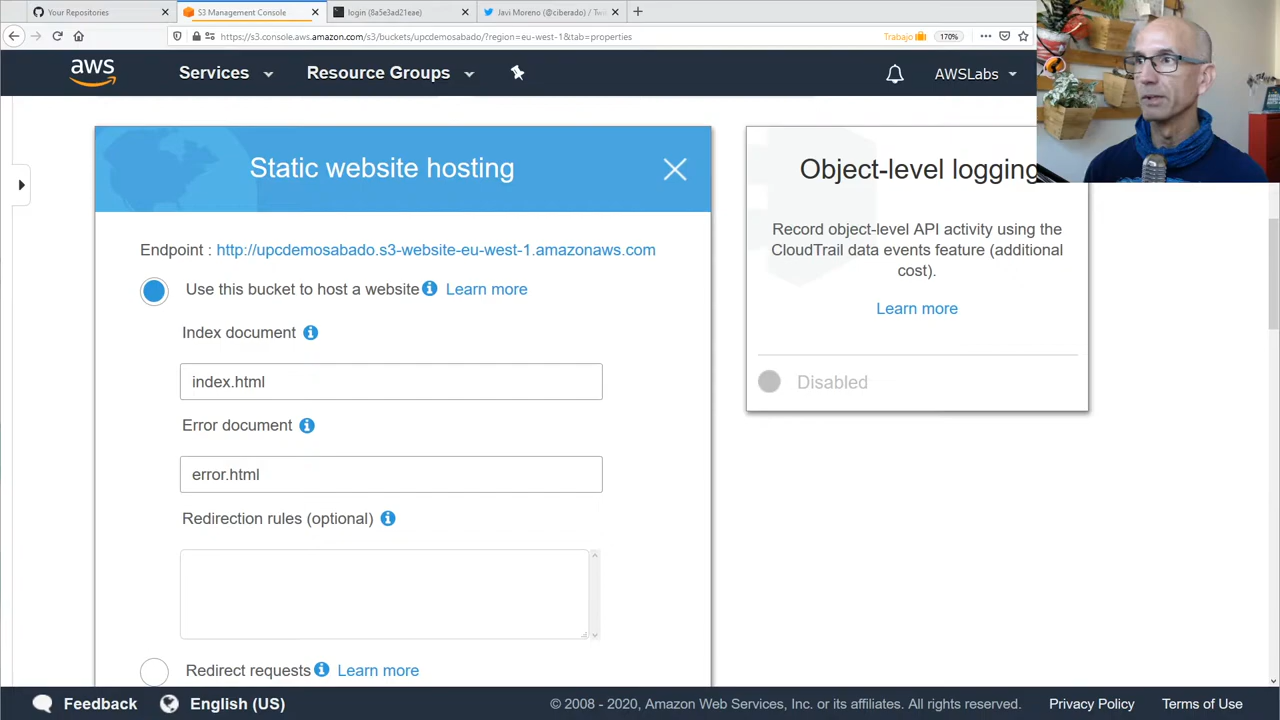 Your Repositories
S3 Management Console
login (8a5e3ad21eae)
Javi Moreno (@ciberado) / Twi
https://s3.console.aws.amazon.com/s3/buckets/upcdemosabado/?region=eu-west-1&tab=properties
Trabajo
170%
aws
Services
Resource Groups
AWSLabs
Static website hosting
Endpoint : http://upcdemosabado.s3-website-eu-west-1.amazonaws.com
Use this bucket to host a website Learn more
Index document
index.html
Error document
error.html
Redirection rules (optional)
Redirect requests Learn more
Object-level logging
Record object-level API activity using the
CloudTrail data events feature (additional
cost).
Learn more
Disabled
Feedback
English (US)
© 2008 - 2020, Amazon Web Services, Inc. or its affiliates. All rights reserved.
Privacy Policy
Terms of Use